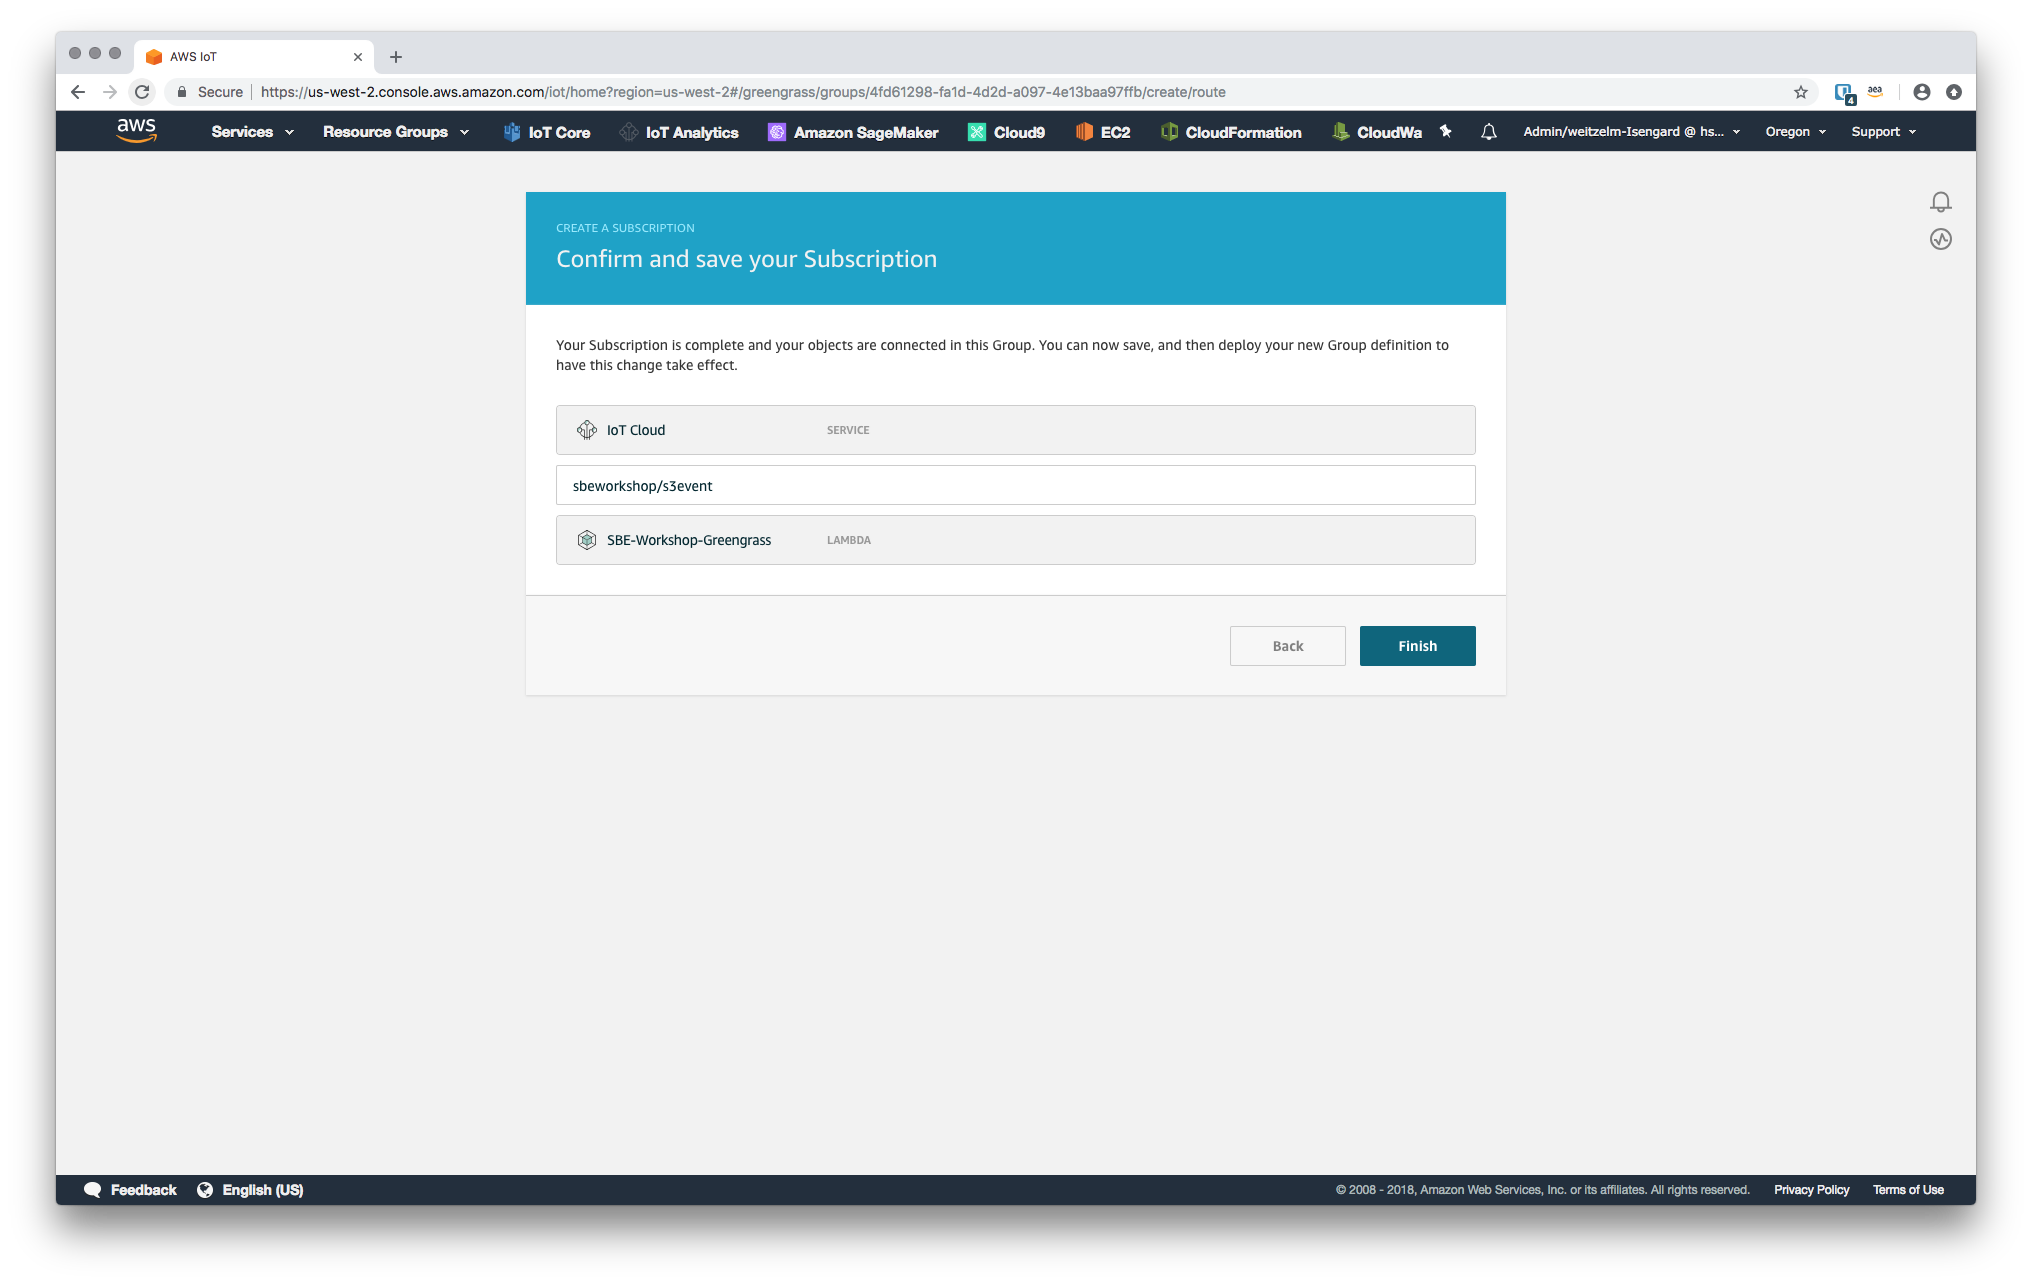 AWS IoT
Secure https://us-west-2.console.aws.amazon.com/iot/home?region=us-west-2#/greengrass/groups/4fd61298-fa1d-4d2d-a097-4e13baa97ffb/create/route 4 aea
aws Services Resource Groups IoT Core IoT Analytics Amazon SageMaker Cloud9 EC2 CloudFormation CloudWa Admin/weitzelm-Isengard @ hs... Oregon Support
CREATE A SUBSCRIPTION
Confirm and save your Subscription
Your Subscription is complete and your objects are connected in this Group. You can now save, and then deploy your new Group definition to
have this change take effect.
IoT Cloud SERVICE
sbeworkshop/s3event
SBE-Workshop-Greengrass LAMBDA
Back Finish
Feedback English (US) © 2008 - 2018, Amazon Web Services, Inc. or its affiliates. All rights reserved. Privacy Policy Terms of Use